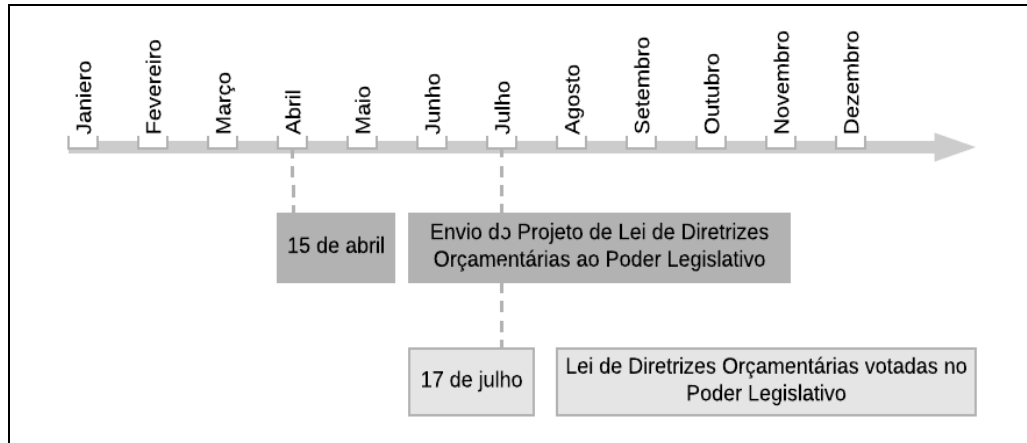 Janiero
Fevereiro
Março
Abril
Maio
Junho
Julho
Agosto
Setembro
Outubro
Novembro
Dezembro
15 de abril
Envio do Projeto de Lei de Diretrizes
Orçamentárias ao Poder Legislativo
17 de julho
Lei de Diretrizes Orçamentárias votadas no
Poder Legislativo